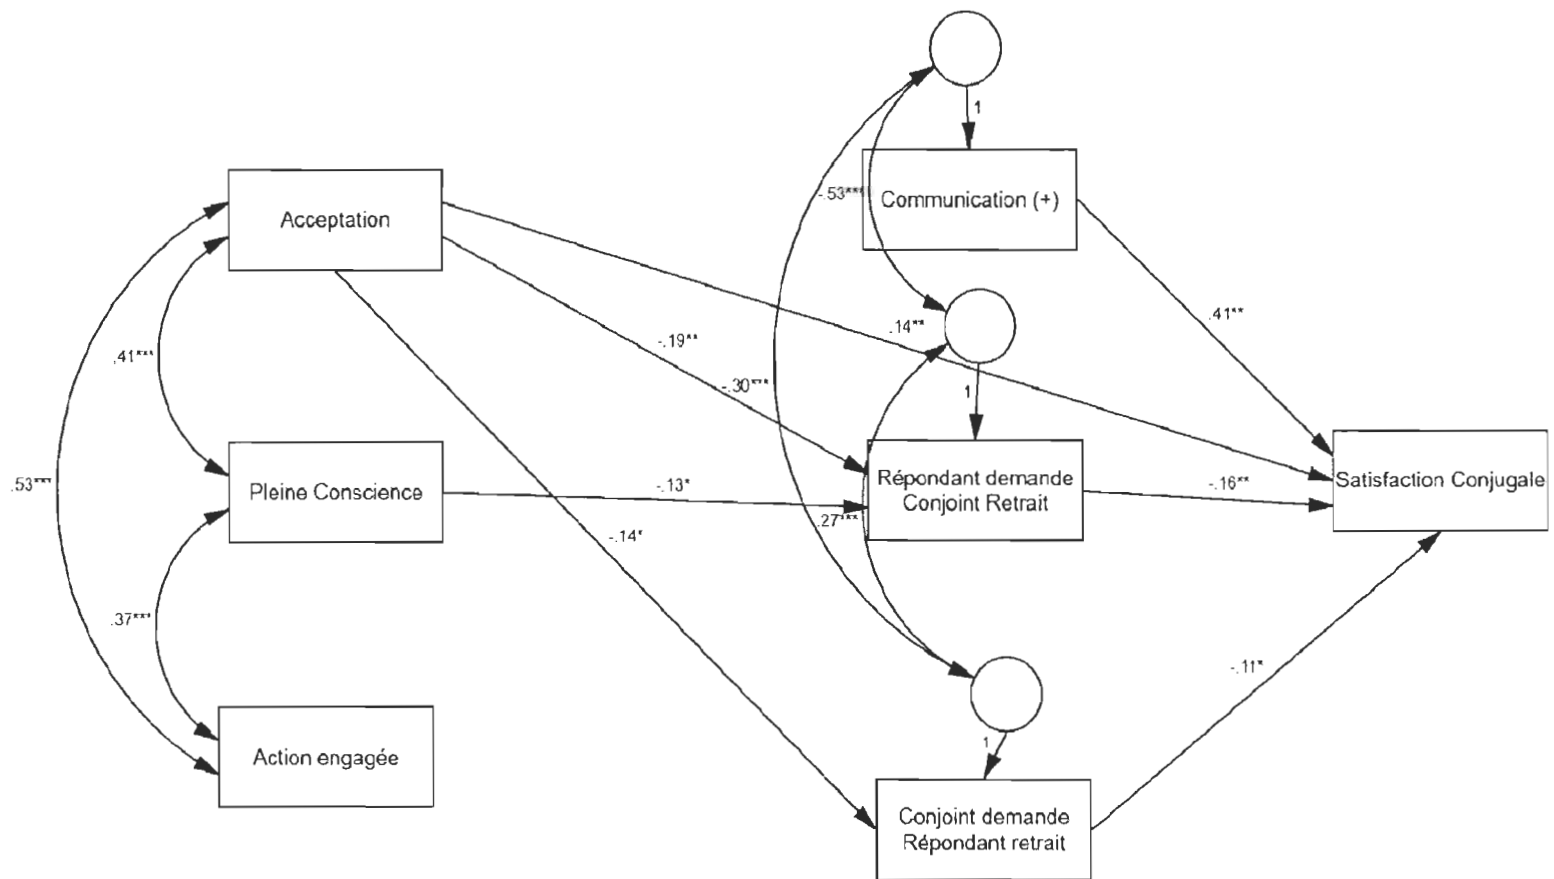 1
Communication (+)
-.53***
Acceptation
.41**
.14**
-.19**
.41***
-.30***
1
Répondant demande
Conjoint Retrait
Satisfaction Conjugale
.53***
Pleine Conscience
-.13*
-.16**
.27***
-.14*
.37***
-.11*
1
Action engagée
Conjoint demande
Répondant retrait